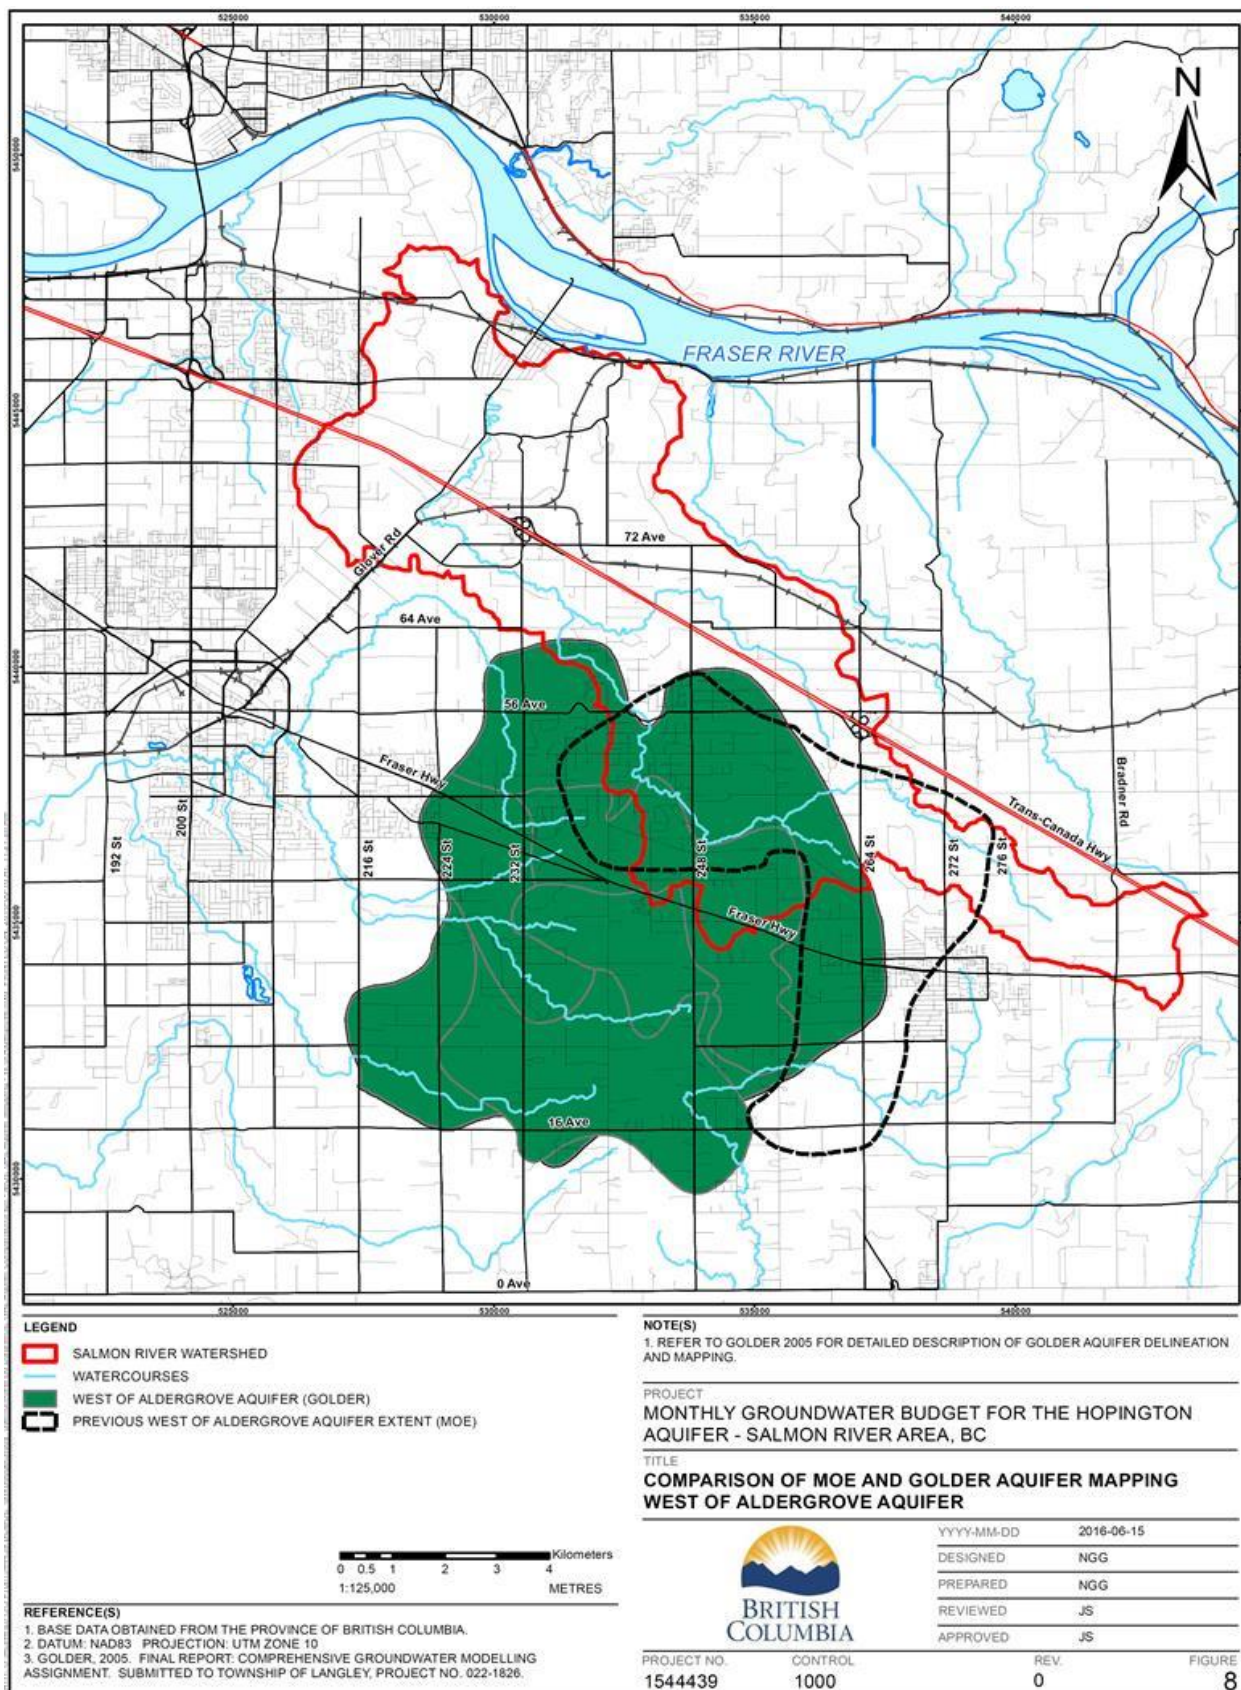 525000
530000
535000
540000
N
5450000
FRASER RIVER
5445000
Glover Rd
72 Ave
64 Ave
5440000
56 Ave
Fraser Hwy
Trans-Canada Hwy
Bradner Rd
192 St
200 St
216 St
224 St
232 St
248 St
264 St
272 St
276 St
Fraser Hwy
5435000
16 Ave
5430000
0 Ave
525000
530000
535000
540000
LEGEND
SALMON RIVER WATERSHED
WATERCOURSES
WEST OF ALDERGROVE AQUIFER (GOLDER)
PREVIOUS WEST OF ALDERGROVE AQUIFER EXTENT (MOE)
Kilometers
0 0.5 1 2 3 4
1:125,000 METRES
REFERENCE(S)
1. BASE DATA OBTAINED FROM THE PROVINCE OF BRITISH COLUMBIA.
2. DATUM: NAD83 PROJECTION: UTM ZONE 10
3. GOLDER, 2005. FINAL REPORT: COMPREHENSIVE GROUNDWATER MODELLING
ASSIGNMENT. SUBMITTED TO TOWNSHIP OF LANGLEY, PROJECT NO. 022-1826.
NOTE(S)
1. REFER TO GOLDER 2005 FOR DETAILED DESCRIPTION OF GOLDER AQUIFER DELINEATION
AND MAPPING.
PROJECT
MONTHLY GROUNDWATER BUDGET FOR THE HOPINGTON
AQUIFER - SALMON RIVER AREA, BC
TITLE
COMPARISON OF MOE AND GOLDER AQUIFER MAPPING
WEST OF ALDERGROVE AQUIFER
BRITISH
COLUMBIA
YYYY-MM-DD 2016-06-15
DESIGNED NGG
PREPARED NGG
REVIEWED JS
APPROVED JS
PROJECT NO. CONTROL REV. FIGURE
1544439 1000 0 8